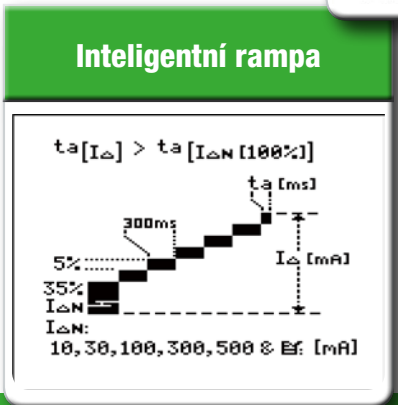 Inteligentní rampa
ta[I△] > ta[I△N [100%]]
ta [ms]
300ms
5%
I△ [mA]
35%
I△N
I△N:
10,30,100,300,500 & [mA]